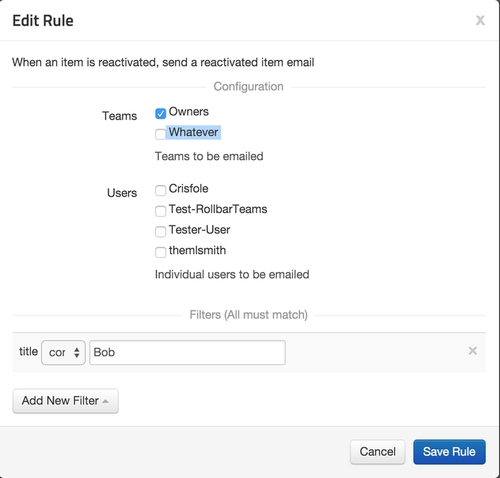 Edit Rule x
When an item is reactivated, send a reactivated item email
Configuration
Teams Owners
Whatever
Teams to be emailed
Users Crisfole
Test-RollbarTeams
Tester-User
themlsmith
Individual users to be emailed
Filters (All must match)
title cor Bob
Add New Filter
Cancel Save Rule